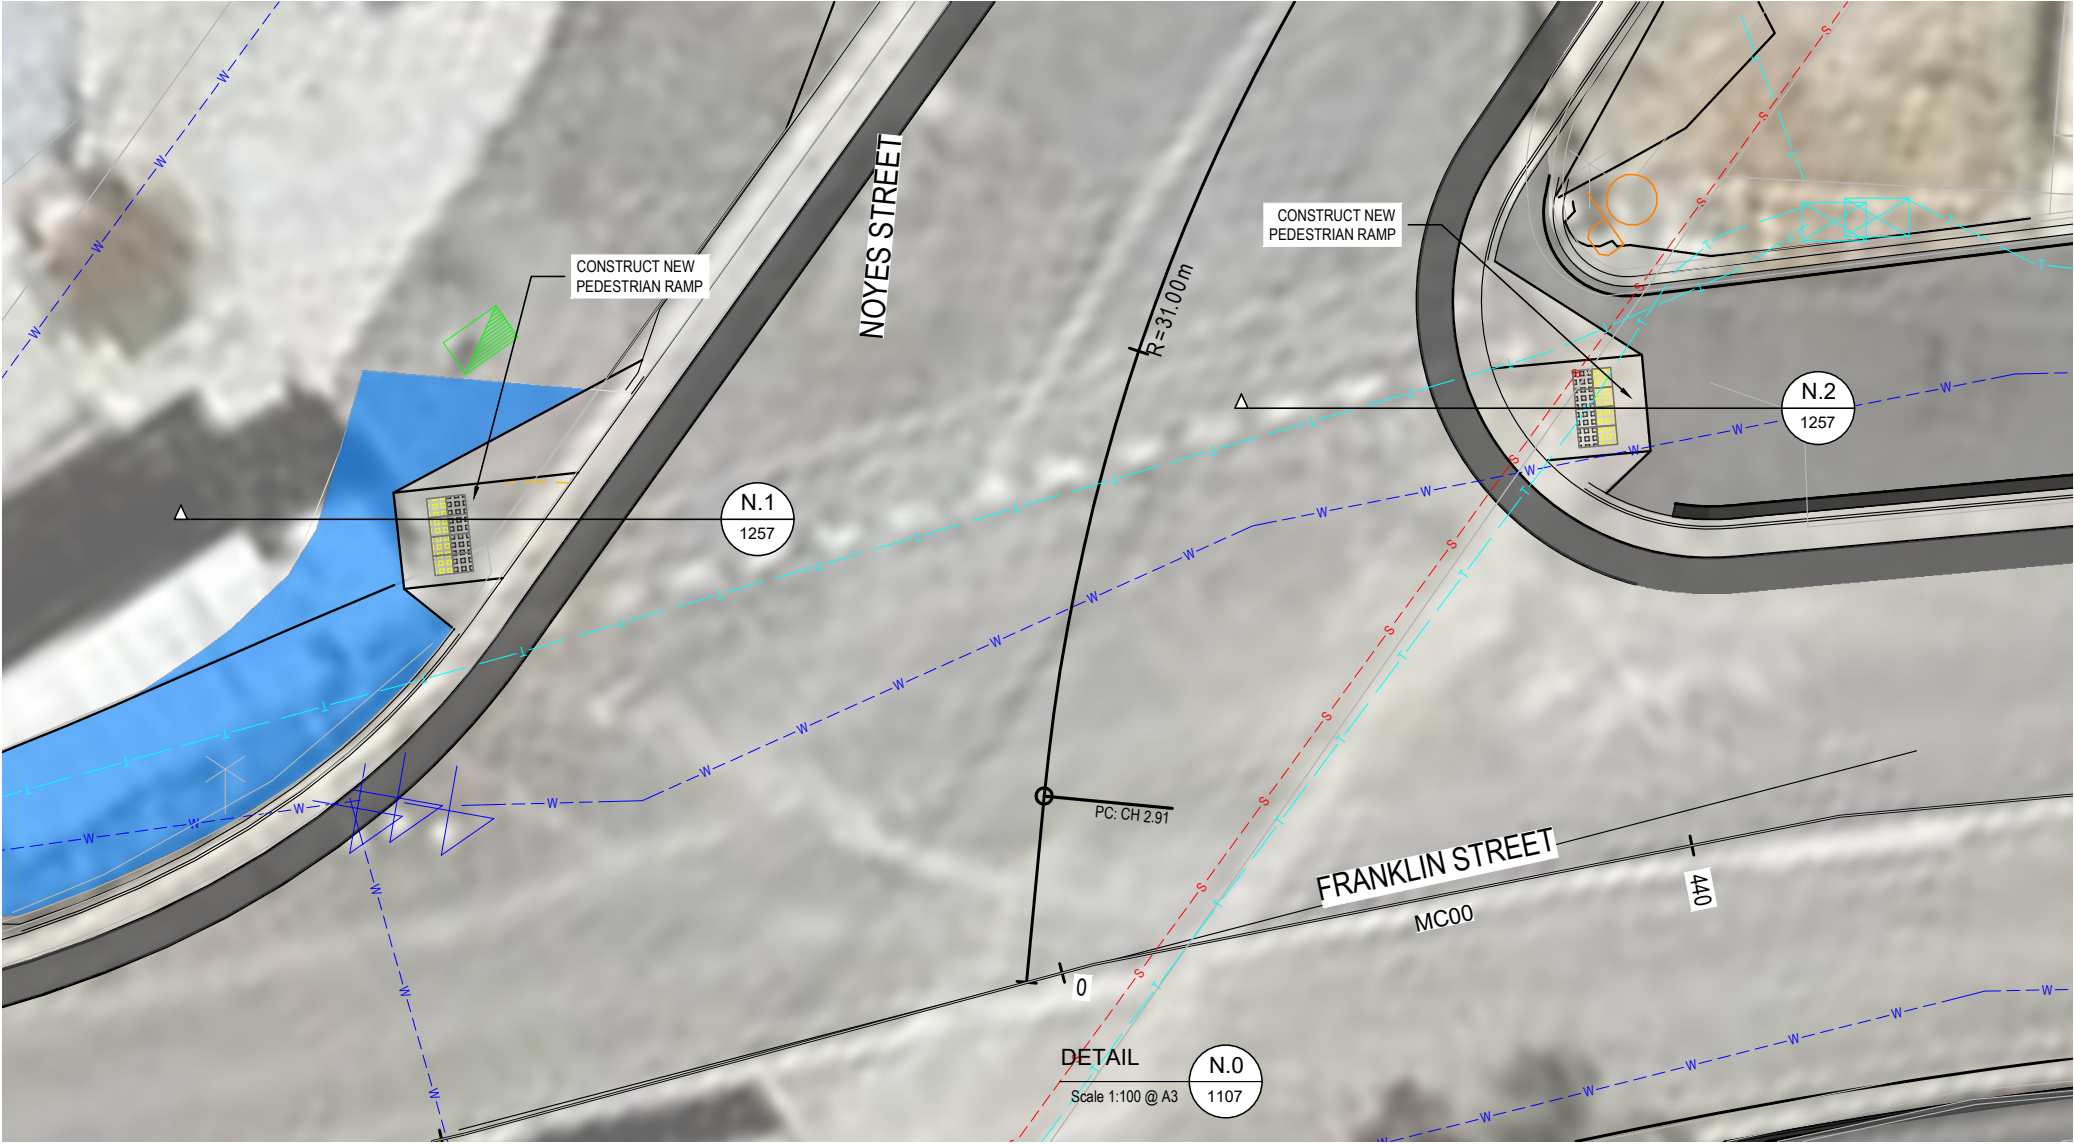 CONSTRUCT NEW
PEDESTRIAN RAMP
NOYES STREET
CONSTRUCT NEW
PEDESTRIAN RAMP
R=31.00m
N.1
1257
N.2
1257
PC: CH 2.91
FRANKLIN STREET
MC00
440
0
DETAIL
Scale 1:100 @ A3
N.0
1107